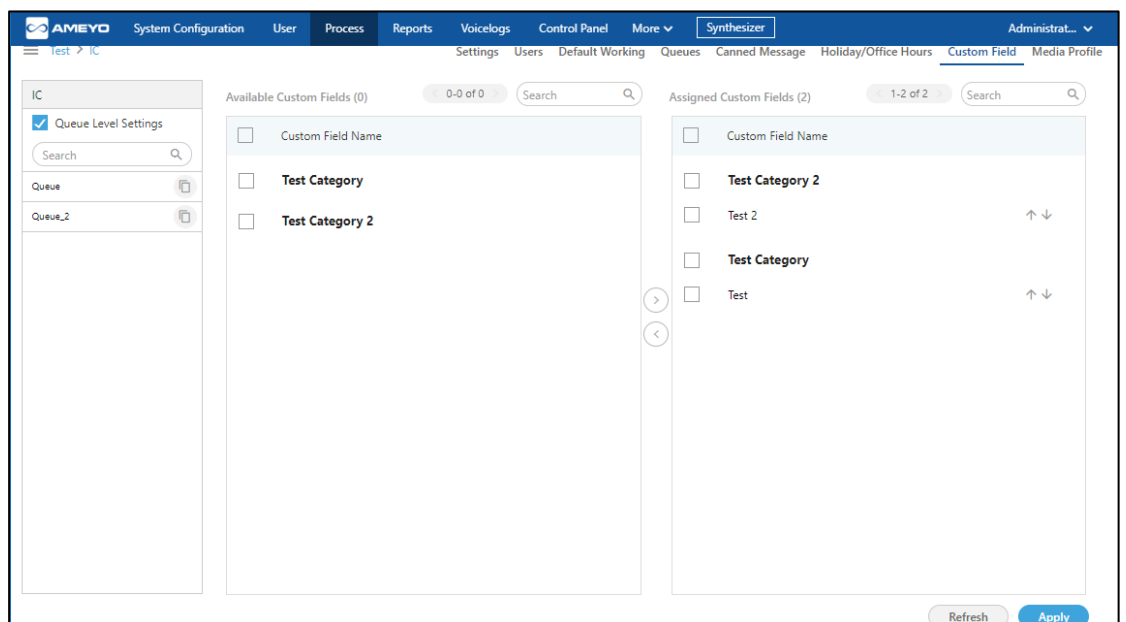 AMEYO System Configuration User Process Reports Voicelogs Control Panel More Synthesizer Administrat...
Test > IC Settings Users Default Working Queues Canned Message Holiday/Office Hours Custom Field Media Profile
IC
Queue Level Settings
Search
Queue
Queue_2
Available Custom Fields (0) < 0-0 of 0 > Search
Custom Field Name
Test Category
Test Category 2
Assigned Custom Fields (2) < 1-2 of 2 > Search
Custom Field Name
Test Category 2
Test 2
Test Category
Test
Refresh Apply